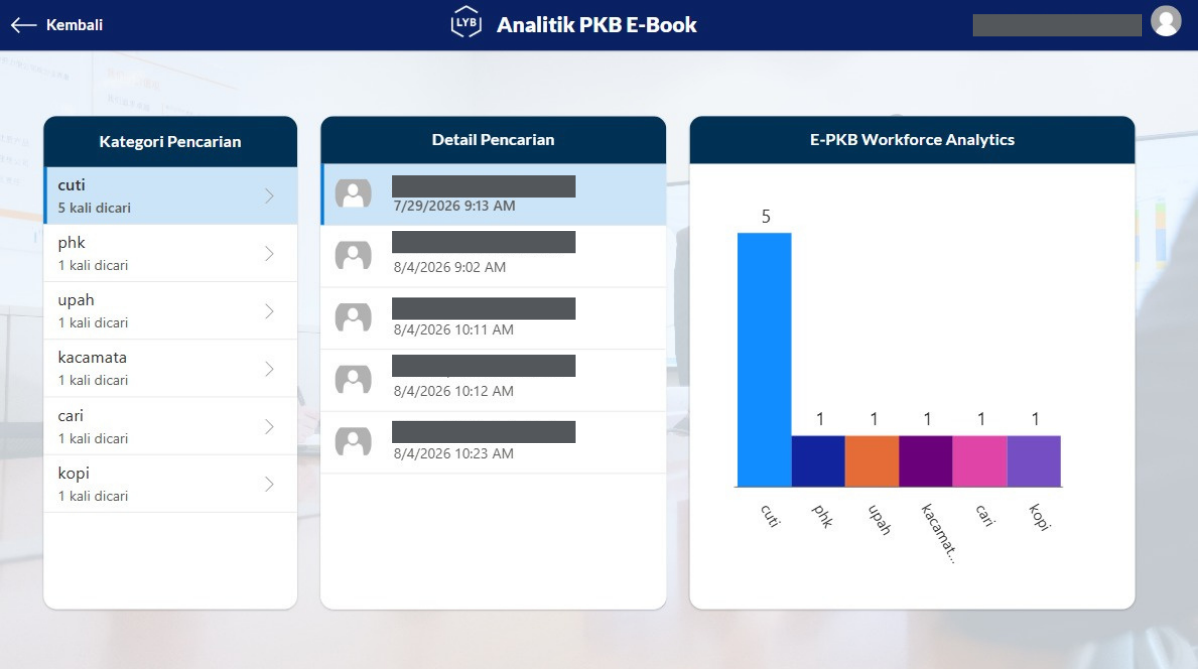 Kembali
LYB
Analitik PKB E-Book
Kategori Pencarian
cuti
5 kali dicari
phk
1 kali dicari
upah
1 kali dicari
kacamata
1 kali dicari
cari
1 kali dicari
kopi
1 kali dicari
Detail Pencarian
7/29/2026 9:13 AM
8/4/2026 9:02 AM
8/4/2026 10:11 AM
8/4/2026 10:12 AM
8/4/2026 10:23 AM
E-PKB Workforce Analytics
5
1
1
1
1
1
cuti
phk
upah
kacamat...
cari
kopi